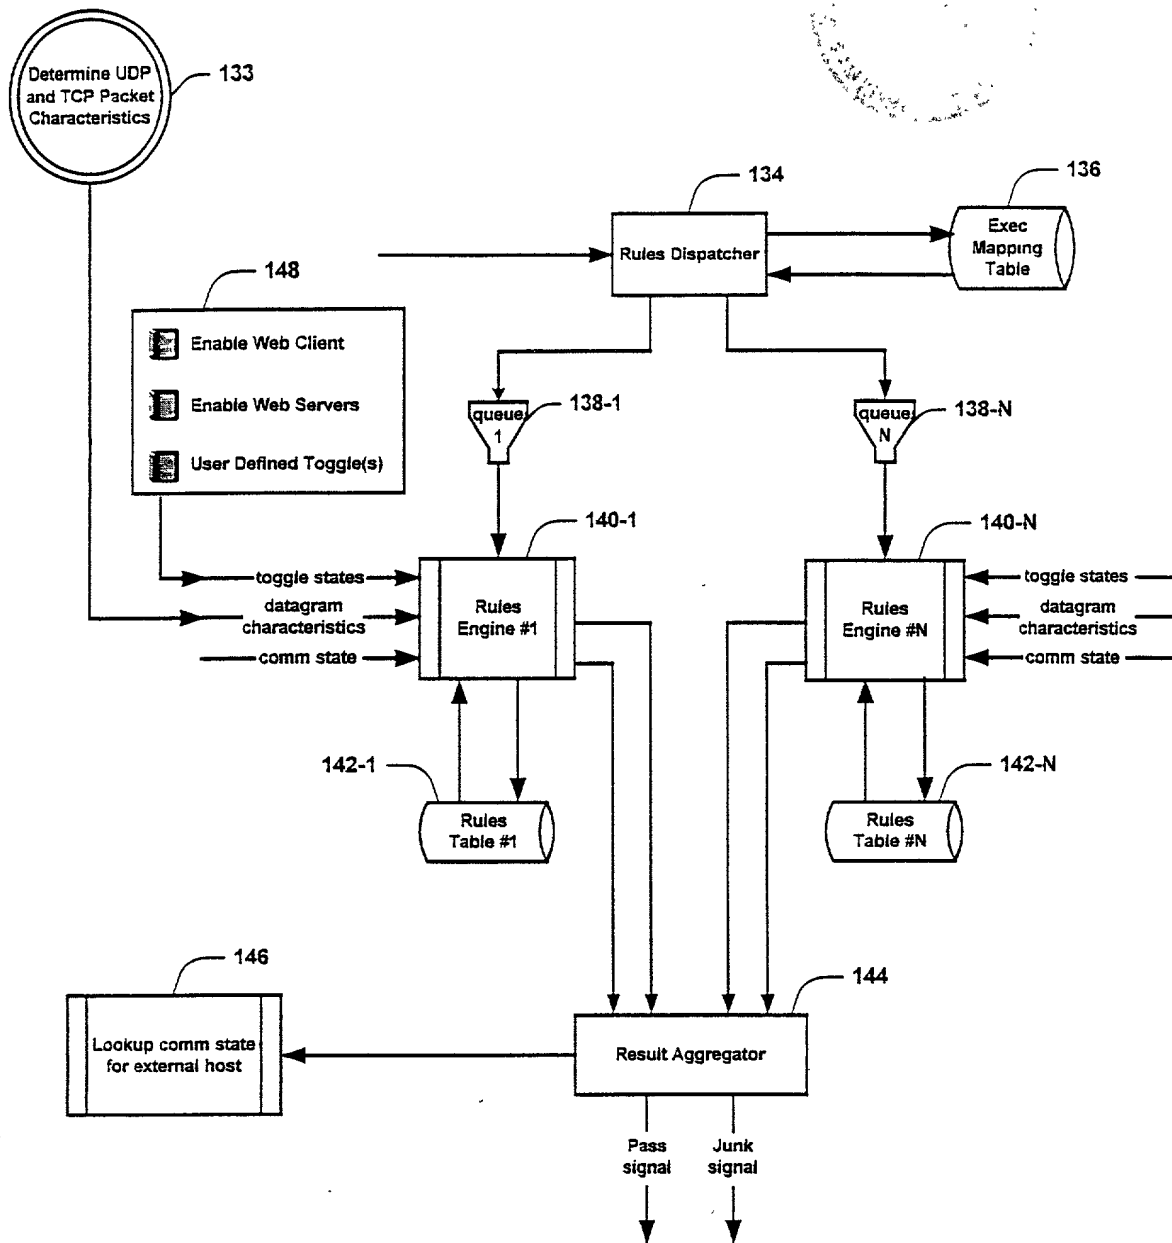 Determine UDP
and TCP Packet
Characteristics
133
134
136
Rules Dispatcher
Exec
Mapping
Table
148
Enable Web Client
Enable Web Servers
User Defined Toggle(s)
queue
1
138-1
queue
N
138-N
140-1
140-N
toggle states
datagram
characteristics
comm state
Rules
Engine #1
Rules
Engine #N
toggle states
datagram
characteristics
comm state
142-1
142-N
Rules
Table #1
Rules
Table #N
146
144
Lookup comm state
for external host
Result Aggregator
Pass
signal
Junk
signal